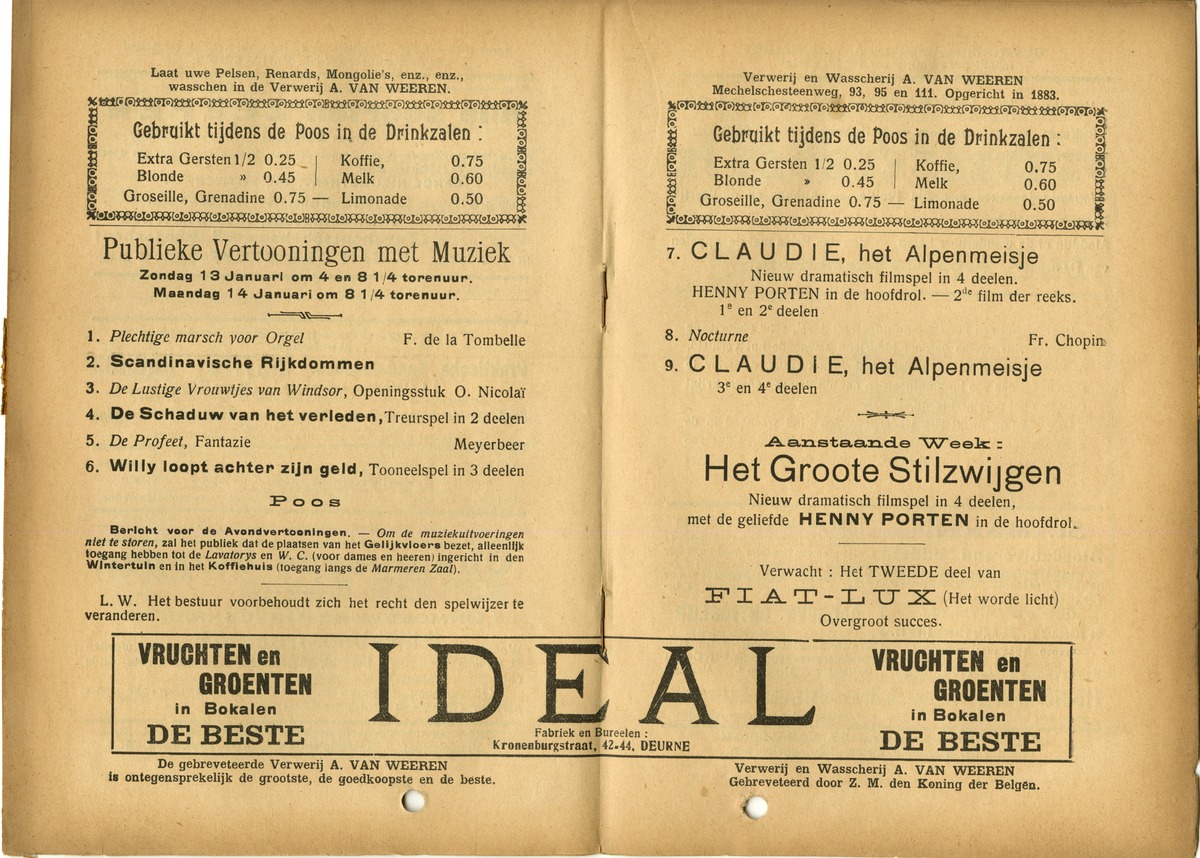 Laat uwe Pelsen, Renards, Mongolie's, enz., enz.,
wasschen in de Verwerij A. VAN WEEREN.
Gebruikt tijdens de Poos in de Drinkzalen :
Extra Gersten 1/2 0.25 | Koffie, 0.75
Blonde » 0.45 | Melk 0.60
Groseille, Grenadine 0.75 — Limonade 0.50
Publieke Vertooningen met Muziek
Zondag 13 Januari om 4 en 8 1/4 torenuur.
Maandag 14 Januari om 8 1/4 torenuur.
1. Plechtige marsch voor Orgel F. de la Tombelle
2. Scandinavische Rijkdommen
3. De Lustige Vrouwtjes van Windsor, Openingsstuk O. Nicolaï
4. De Schaduw van het verleden, Treurspel in 2 deelen
5. De Profeet, Fantazie Meyerbeer
6. Willy loopt achter zijn geld, Tooneelspel in 3 deelen
Poos
Bericht voor de Avondvertooningen. — Om de muziekuitvoeringen
niet te storen, zal het publiek dat de plaatsen van het Gelijkvloers bezet, alleenlijk
toegang hebben tot de Lavatorys en W. C. (voor dames en heeren) ingericht in den
Wintertuin en in het Koffiehuis (toegang langs de Marmeren Zaal).
L. W. Het bestuur voorbehoudt zich het recht den spelwijzer te
veranderen.
Verwerij en Wasscherij A. VAN WEEREN
Mechelschesteenweg, 93, 95 en 111. Opgericht in 1883.
Gebruikt tijdens de Poos in de Drinkzalen :
Extra Gersten 1/2 0.25 | Koffie, 0.75
Blonde » 0.45 | Melk 0.60
Groseille, Grenadine 0.75 — Limonade 0.50
7. CLAUDIE, het Alpenmeisje
Nieuw dramatisch filmspel in 4 deelen.
HENNY PORTEN in de hoofdrol. — 2de film der reeks.
1e en 2e deelen
8. Nocturne Fr. Chopin
9. CLAUDIE, het Alpenmeisje
3e en 4e deelen
Aanstaande Week :
Het Groote Stilzwijgen
Nieuw dramatisch filmspel in 4 deelen,
met de geliefde HENNY PORTEN in de hoofdrol.
Verwacht : Het TWEEDE deel van
FIAT-LUX (Het worde licht)
Overgroot succes.
VRUCHTEN en
GROENTEN
in Bokalen
DE BESTE
IDEAL
Fabriek en Bureelen :
Kronenburgstraat, 42-44, DEURNE
VRUCHTEN en
GROENTEN
in Bokalen
DE BESTE
De gebreveteerde Verwerij A. VAN WEEREN
is ontegensprekelijk de grootste, de goedkoopste en de beste.
Verwerij en Wasscherij A. VAN WEEREN
Gebreveteerd door Z. M. den Koning der Belgen.